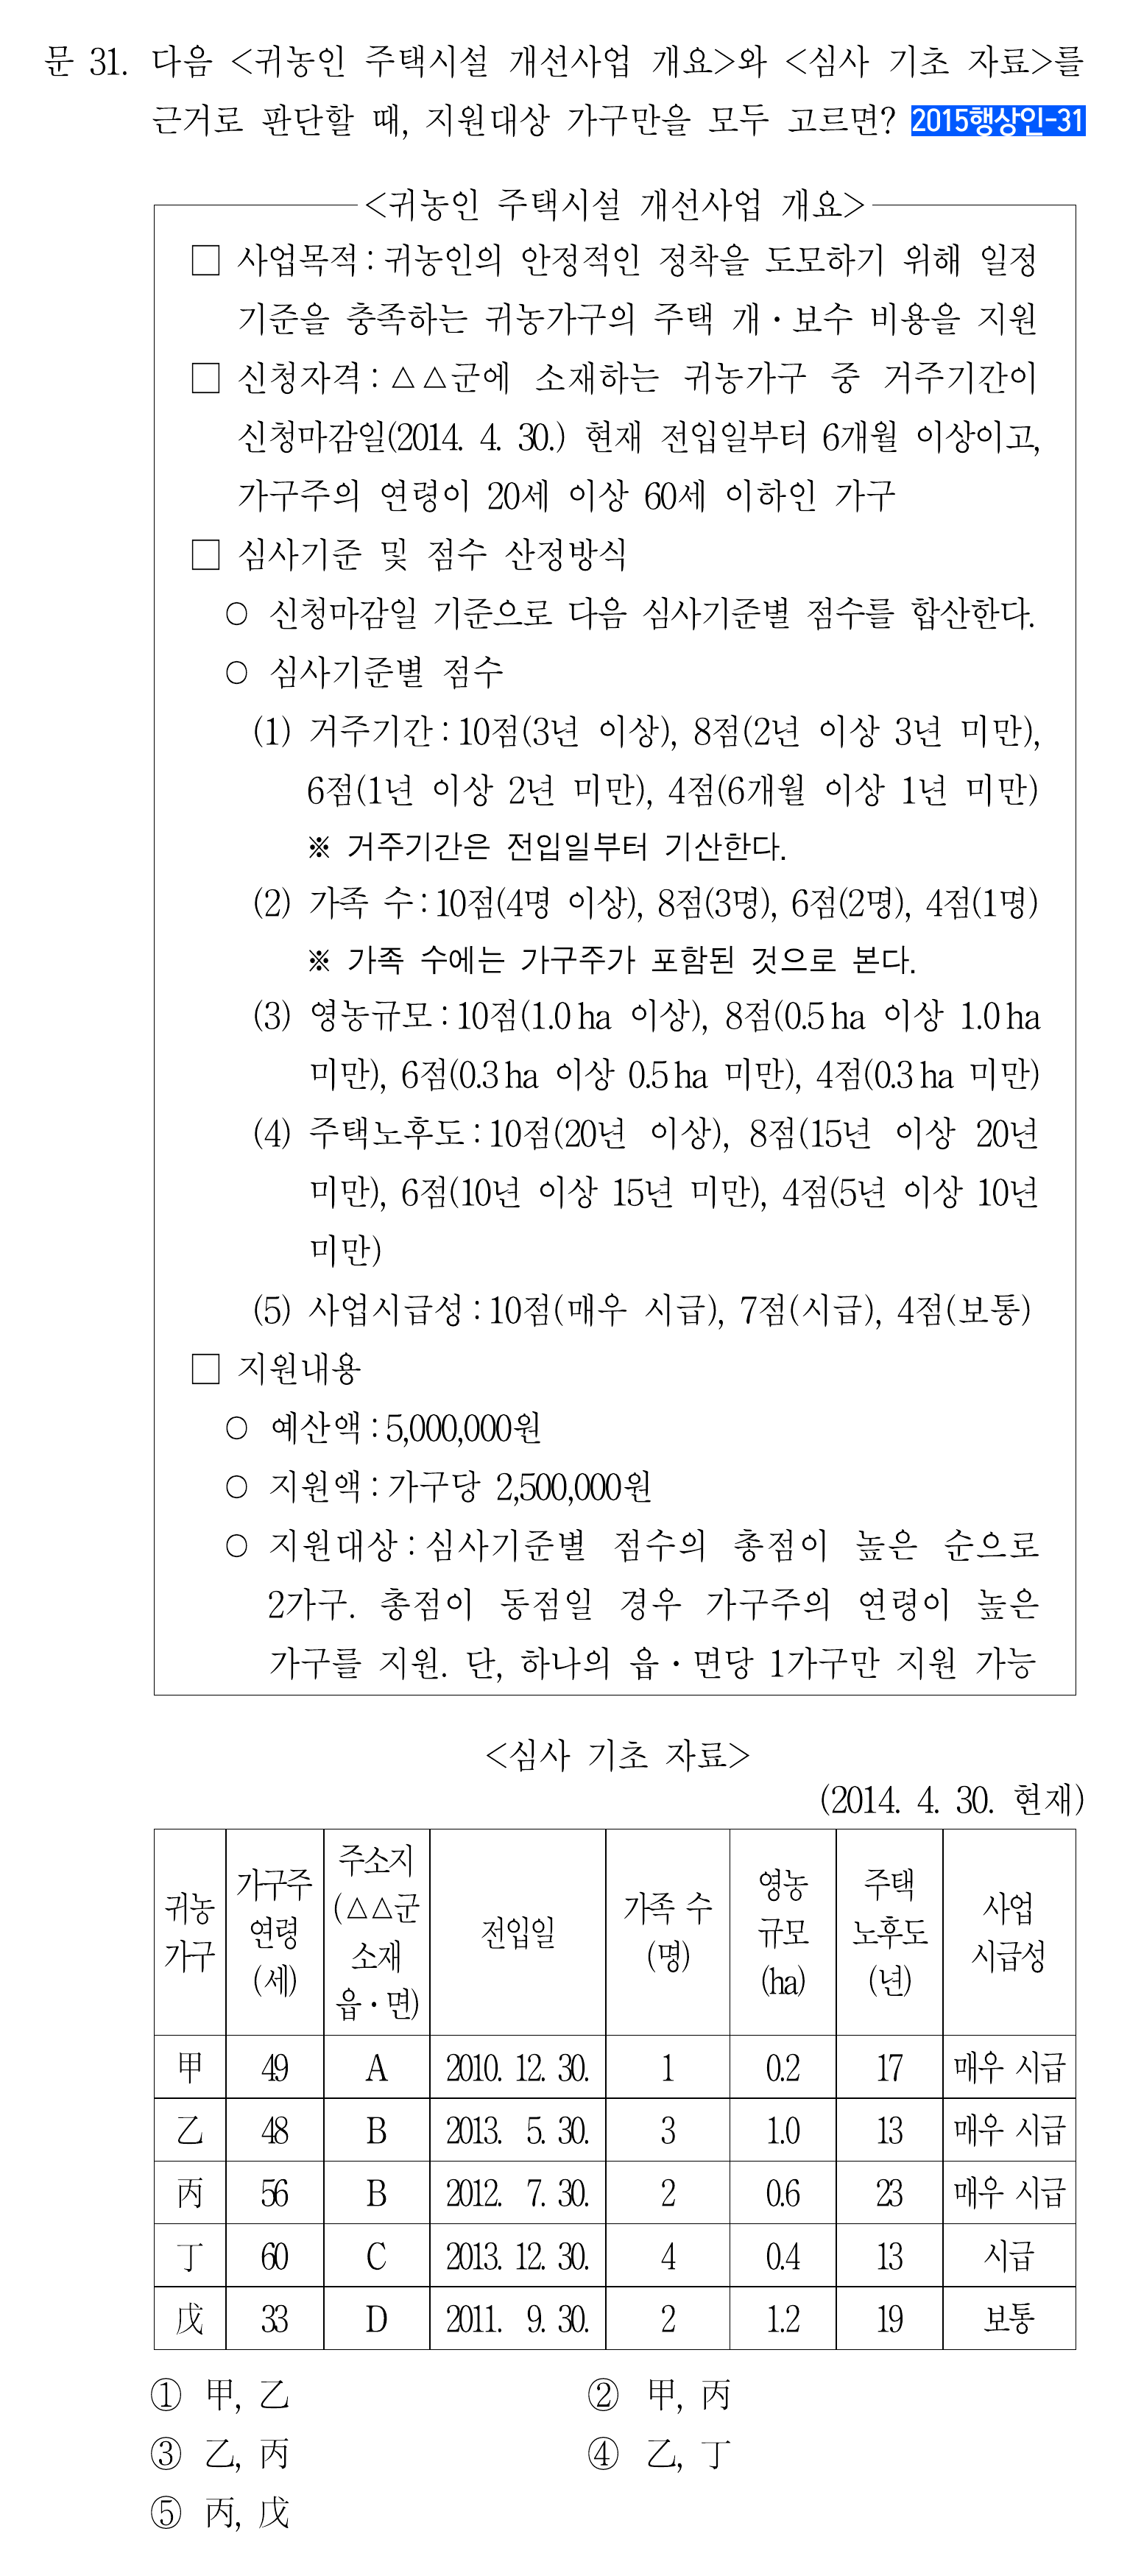 문 31. 다음 <귀농인 주택시설 개선사업 개요>와 <심사 기초 자료>를
근거로 판단할 때, 지원대상 가구만을 모두 고르면? 2015행상인-31
<귀농인 주택시설 개선사업 개요>
□ 사업목적 : 귀농인의 안정적인 정착을 도모하기 위해 일정
기준을 충족하는 귀농가구의 주택 개・보수 비용을 지원
□ 신청자격 : △△군에 소재하는 귀농가구 중 거주기간이
신청마감일(2014. 4. 30.) 현재 전입일부터 6개월 이상이고,
가구주의 연령이 20세 이상 60세 이하인 가구
□ 심사기준 및 점수 산정방식
○ 신청마감일 기준으로 다음 심사기준별 점수를 합산한다.
○ 심사기준별 점수
(1) 거주기간 : 10점(3년 이상), 8점(2년 이상 3년 미만),
6점(1년 이상 2년 미만), 4점(6개월 이상 1년 미만)
※ 거주기간은 전입일부터 기산한다.
(2) 가족 수 : 10점(4명 이상), 8점(3명), 6점(2명), 4점(1명)
※ 가족 수에는 가구주가 포함된 것으로 본다.
(3) 영농규모 : 10점(1.0 ha 이상), 8점(0.5 ha 이상 1.0 ha
미만), 6점(0.3 ha 이상 0.5 ha 미만), 4점(0.3 ha 미만)
(4) 주택노후도 : 10점(20년 이상), 8점(15년 이상 20년
미만), 6점(10년 이상 15년 미만), 4점(5년 이상 10년
미만)
(5) 사업시급성 : 10점(매우 시급), 7점(시급), 4점(보통)
□ 지원내용
○ 예산액 : 5,000,000원
○ 지원액 : 가구당 2,500,000원
○ 지원대상 : 심사기준별 점수의 총점이 높은 순으로
2가구. 총점이 동점일 경우 가구주의 연령이 높은
가구를 지원. 단, 하나의 읍・면당 1가구만 지원 가능
<심사 기초 자료>
(2014. 4. 30. 현재)
귀농 가구 | 가구주 연령 (세) | 주소지 (△△군 소재 읍・면) | 전입일 | 가족 수 (명) | 영농 규모 (ha) | 주택 노후도 (년) | 사업 시급성
甲 | 49 | A | 2010. 12. 30. | 1 | 0.2 | 17 | 매우 시급
乙 | 48 | B | 2013. 5. 30. | 3 | 1.0 | 13 | 매우 시급
丙 | 56 | B | 2012. 7. 30. | 2 | 0.6 | 23 | 매우 시급
丁 | 60 | C | 2013. 12. 30. | 4 | 0.4 | 13 | 시급
戊 | 33 | D | 2011. 9. 30. | 2 | 1.2 | 19 | 보통
① 甲, 乙
② 甲, 丙
③ 乙, 丙
④ 乙, 丁
⑤ 丙, 戊